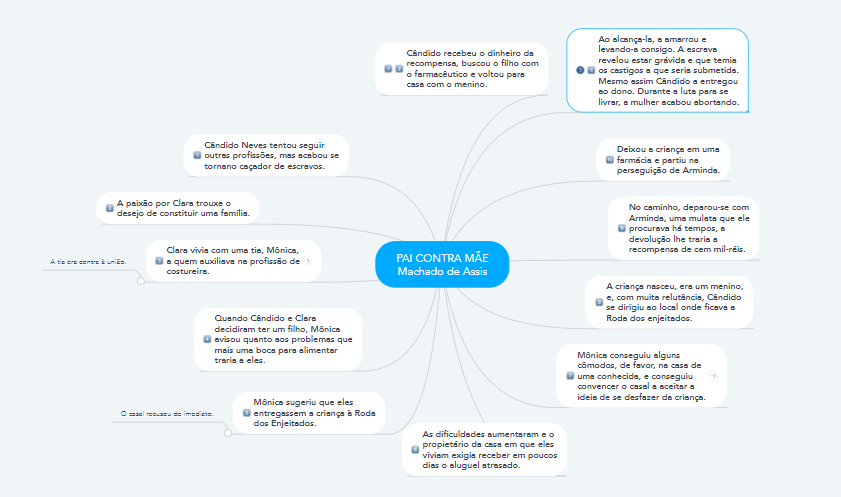 PAI CONTRA MÃE
Machado de Assis
Cândido Neves tentou seguir
outras profissões, mas acabou se
tornano caçador de escravos.
A paixão por Clara trouxe o
desejo de constituir uma família.
Clara vivia com uma tia, Mônica,
a quem auxiliava na profissão de
costureira.
A tia era contra à união.
Quando Cândido e Clara
decidiram ter um filho, Mônica
avisou quanto aos problemas que
mais uma boca para alimentar
traria a eles.
Mônica sugeriu que eles
entregassem a criança à Roda
dos Enjeitados.
O casal recusou de imediato.
As dificuldades aumentaram e o
propietário da casa em que eles
viviam exigia receber em poucos
dias o aluguel atrasado.
Mônica conseguiu alguns
cômodos, de favor, na casa de
uma conhecida, e conseguiu
convencer o casal a aceitar a
ideia de se desfazer da criança.
A criança nasceu, era um menino,
e, com muita relutância, Cândido
se dirigiu ao local onde ficava a
Roda dos enjeitados.
No caminho, deparou-se com
Arminda, uma mulata que ele
procurava há tempos, a
devolução lhe traria a
recompensa de cem mil-réis.
Deixou a criança em uma
farmácia e partiu na
perseguição de Arminda.
Ao alcança-la, a amarrou e
levando-a consigo. A escrava
revelou estar grávida e que temia
os castigos a que seria submetida.
Mesmo assim Cândido a entregou
ao dono. Durante a luta para se
livrar, a mulher acabou abortando.
Cândido recebeu o dinheiro da
recompensa, buscou o filho com
o farmacêutico e voltou para
casa com o menino.